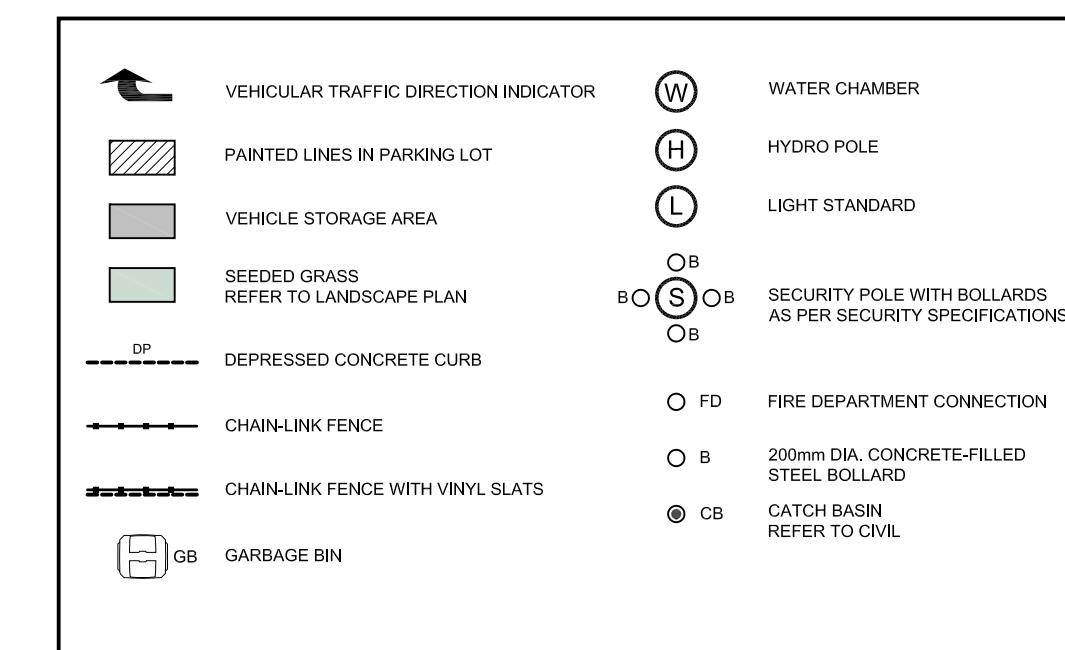 VEHICULAR TRAFFIC DIRECTION INDICATOR
PAINTED LINES IN PARKING LOT
VEHICLE STORAGE AREA
SEEDED GRASS
REFER TO LANDSCAPE PLAN
DP
DEPRESSED CONCRETE CURB
CHAIN-LINK FENCE
CHAIN-LINK FENCE WITH VINYL SLATS
GB GARBAGE BIN
W WATER CHAMBER
H HYDRO POLE
L LIGHT STANDARD
B
B S B
B
SECURITY POLE WITH BOLLARDS
AS PER SECURITY SPECIFICATIONS
FD FIRE DEPARTMENT CONNECTION
B 200mm DIA. CONCRETE-FILLED
STEEL BOLLARD
CB CATCH BASIN
REFER TO CIVIL